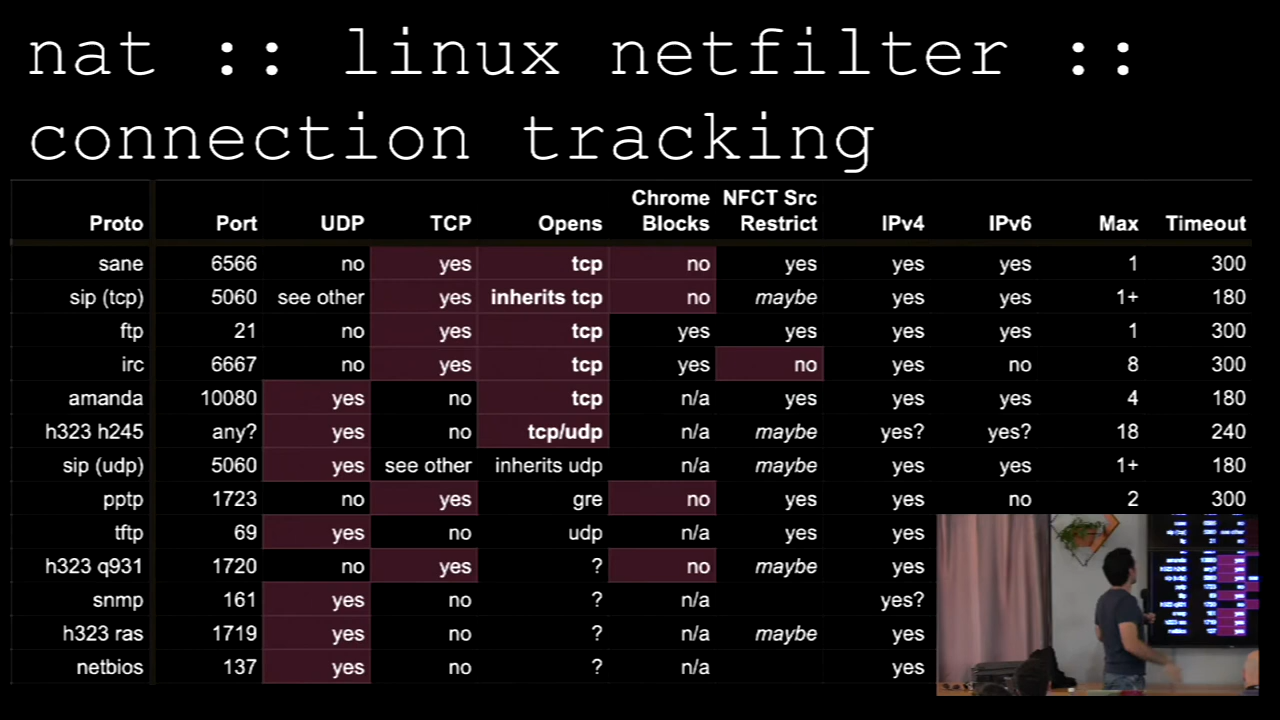 nat :: linux netfilter ::
connection tracking
Proto Port UDP TCP Opens Chrome Blocks NFCT Src Restrict IPv4 IPv6 Max Timeout
sane 6566 no yes tcp no yes yes yes 1 300
sip (tcp) 5060 see other yes inherits tcp no maybe yes yes 1+ 180
ftp 21 no yes tcp yes yes yes yes 1 300
irc 6667 no yes tcp yes no yes no 8 300
amanda 10080 yes no tcp n/a yes yes yes 4 180
h323 h245 any? yes no tcp/udp n/a maybe yes? yes? 18 240
sip (udp) 5060 yes see other inherits udp n/a maybe yes yes 1+ 180
pptp 1723 no yes gre no yes yes no 2 300
tftp 69 yes no udp n/a yes yes
h323 q931 1720 no yes ? no maybe yes
snmp 161 yes no ? n/a yes?
h323 ras 1719 yes no ? n/a maybe yes
netbios 137 yes no ? n/a yes